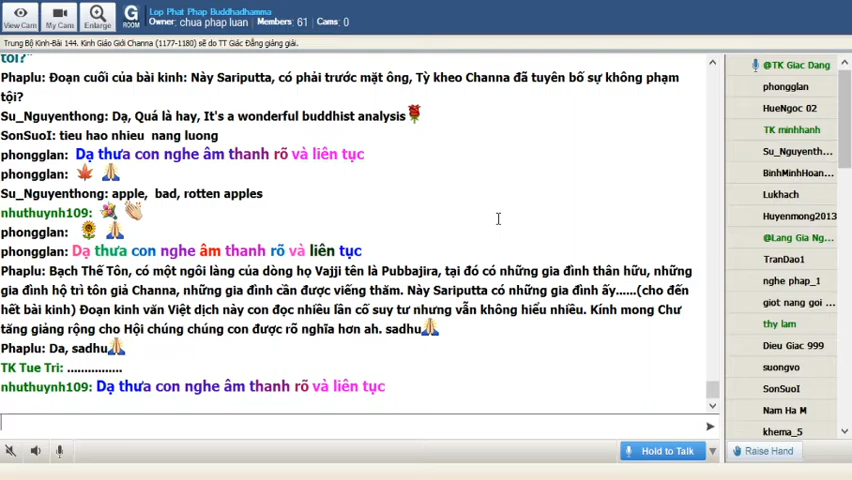 View Cam
My Cam
Enlarge
G
ROOM
Lop Phat Phap Buddhadhamma
Owner: chua phap luan Members: 61 Cams: 0
Trung Bộ Kinh-Bài 144. Kinh Giáo Giới Channa (1177-1180) sẽ do TT Giác Đẳng giảng giải.
tội?"
Phaplu: Đoạn cuối của bài kinh: Này Sariputta, có phải trước mặt ông, Tỳ kheo Channa đã tuyên bố sự không phạm
tội?
Su_Nguyenthong: Dạ, Quá là hay, It's a wonderful buddhist analysis
SonSuoI: tieu hao nhieu nang luong
phongglan: Dạ thưa con nghe âm thanh rõ và liên tục
phongglan:
Su_Nguyenthong: apple, bad, rotten apples
nhuthuynh109:
phongglan:
phongglan: Dạ thưa con nghe âm thanh rõ và liên tục
Phaplu: Bạch Thế Tôn, có một ngôi làng của dòng họ Vajji tên là Pubbajira, tại đó có những gia đình thân hữu, những
gia đình hộ trì tôn giả Channa, những gia đình cần được viếng thăm. Này Sariputta có những gia đình ấy......(cho đến
hết bài kinh) Đoạn kinh văn Việt dịch này con đọc nhiều lần cố suy tư nhưng vẫn không hiểu nhiều. Kính mong Chư
tăng giảng rộng cho Hội chúng chúng con được rõ nghĩa hơn ah. sadhu
Phaplu: Da, sadhu
TK Tue Tri: ................
nhuthuynh109: Dạ thưa con nghe âm thanh rõ và liên tục
Hold to Talk
@TK Giac Dang
phongglan
HueNgoc 02
TK minhhanh
Su_Nguyenth...
BinhMinhHoan...
Lukhach
Huyenmong2013
@Lang Gia Ng...
TranDao1
nghe phap_1
giot nang goi ...
thy lam
Dieu Giac 999
suongvo
SonSuoI
Nam Ha M
khema_5
Raise Hand